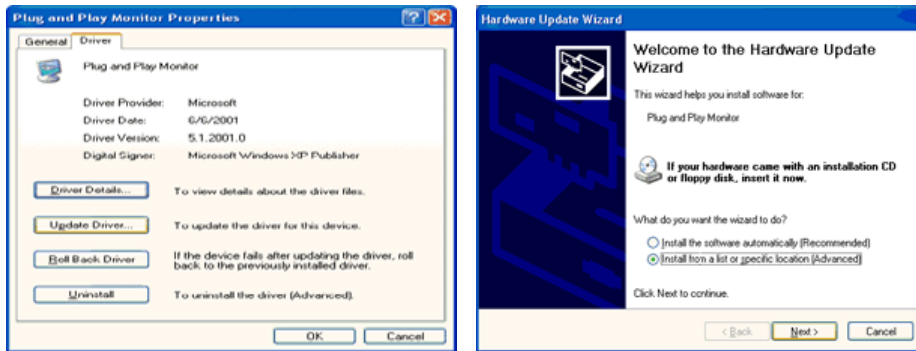 Plug and Play Monitor Properties
General
Driver
Plug and Play Monitor
Driver Provider: Microsoft
Driver Date: 6/6/2001
Driver Version: 5.1.2001.0
Digital Signer: Microsoft Windows XP Publisher
Driver Details...
To view details about the driver files.
Update Driver...
To update the driver for this device.
Roll Back Driver
If the device fails after updating the driver, roll
back to the previously installed driver.
Uninstall
To uninstall the driver (Advanced).
OK
Cancel
Hardware Update Wizard
Welcome to the Hardware Update
Wizard
This wizard helps you install software for:
Plug and Play Monitor
If your hardware came with an installation CD
or floppy disk, insert it now.
What do you want the wizard to do?
Install the software automatically (Recommended)
Install from a list or specific location (Advanced)
Click Next to continue.
< Back
Next >
Cancel